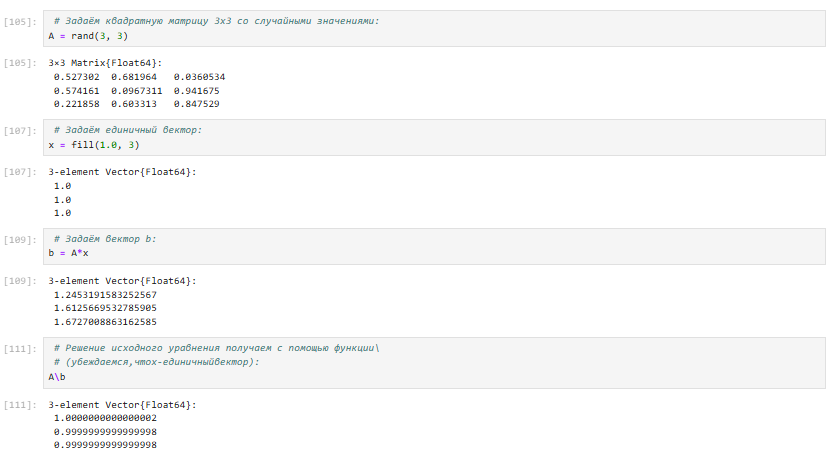 [105]: # Задаём квадратную матрицу 3x3 со случайными значениями:
A = rand(3, 3)
[105]: 3×3 Matrix{Float64}:
0.527302 0.681964 0.0360534
0.574161 0.0967311 0.941675
0.221858 0.603313 0.847529
[107]: # Задаём единичный вектор:
x = fill(1.0, 3)
[107]: 3-element Vector{Float64}:
1.0
1.0
1.0
[109]: # Задаём вектор b:
b = A*x
[109]: 3-element Vector{Float64}:
1.2453191583252567
1.6125669532785905
1.6727008863162585
[111]: # Решение исходного уравнения получаем с помощью функции\
# (убеждаемся,чтоx-единичныйвектор):
A\b
[111]: 3-element Vector{Float64}:
1.0000000000000002
0.9999999999999998
0.9999999999999998